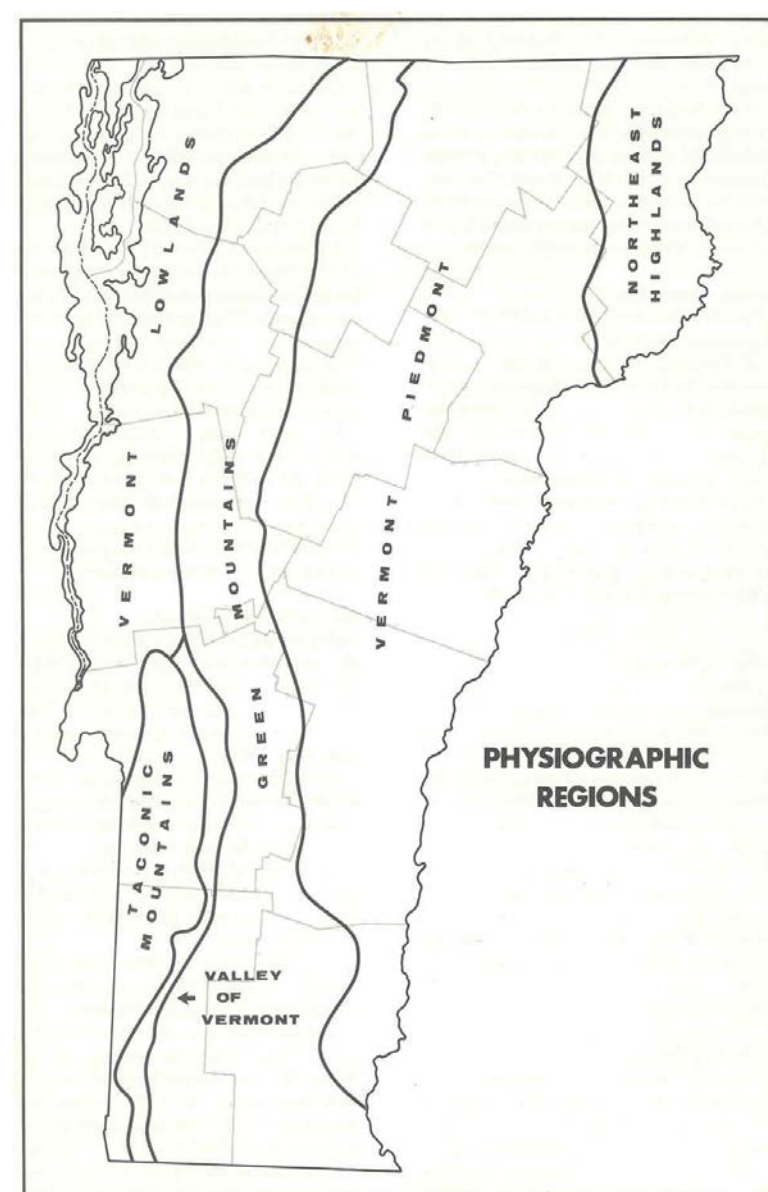 VERMONT LOWLANDS
GREEN MOUNTAINS
VERMONT PIEDMONT
NORTHEAST
HIGHLANDS
TACONIC
MOUNTAINS
VALLEY
OF
VERMONT
PHYSIOGRAPHIC
REGIONS